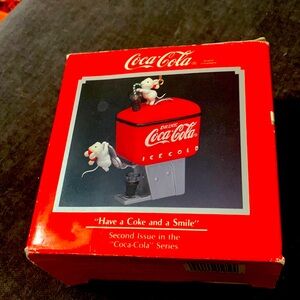 Coca-Cola
DRINK
Coca-Cola
ICE COLD
"Have a Coke and a Smile"
Second Issue in the
"Coca-Cola" Series